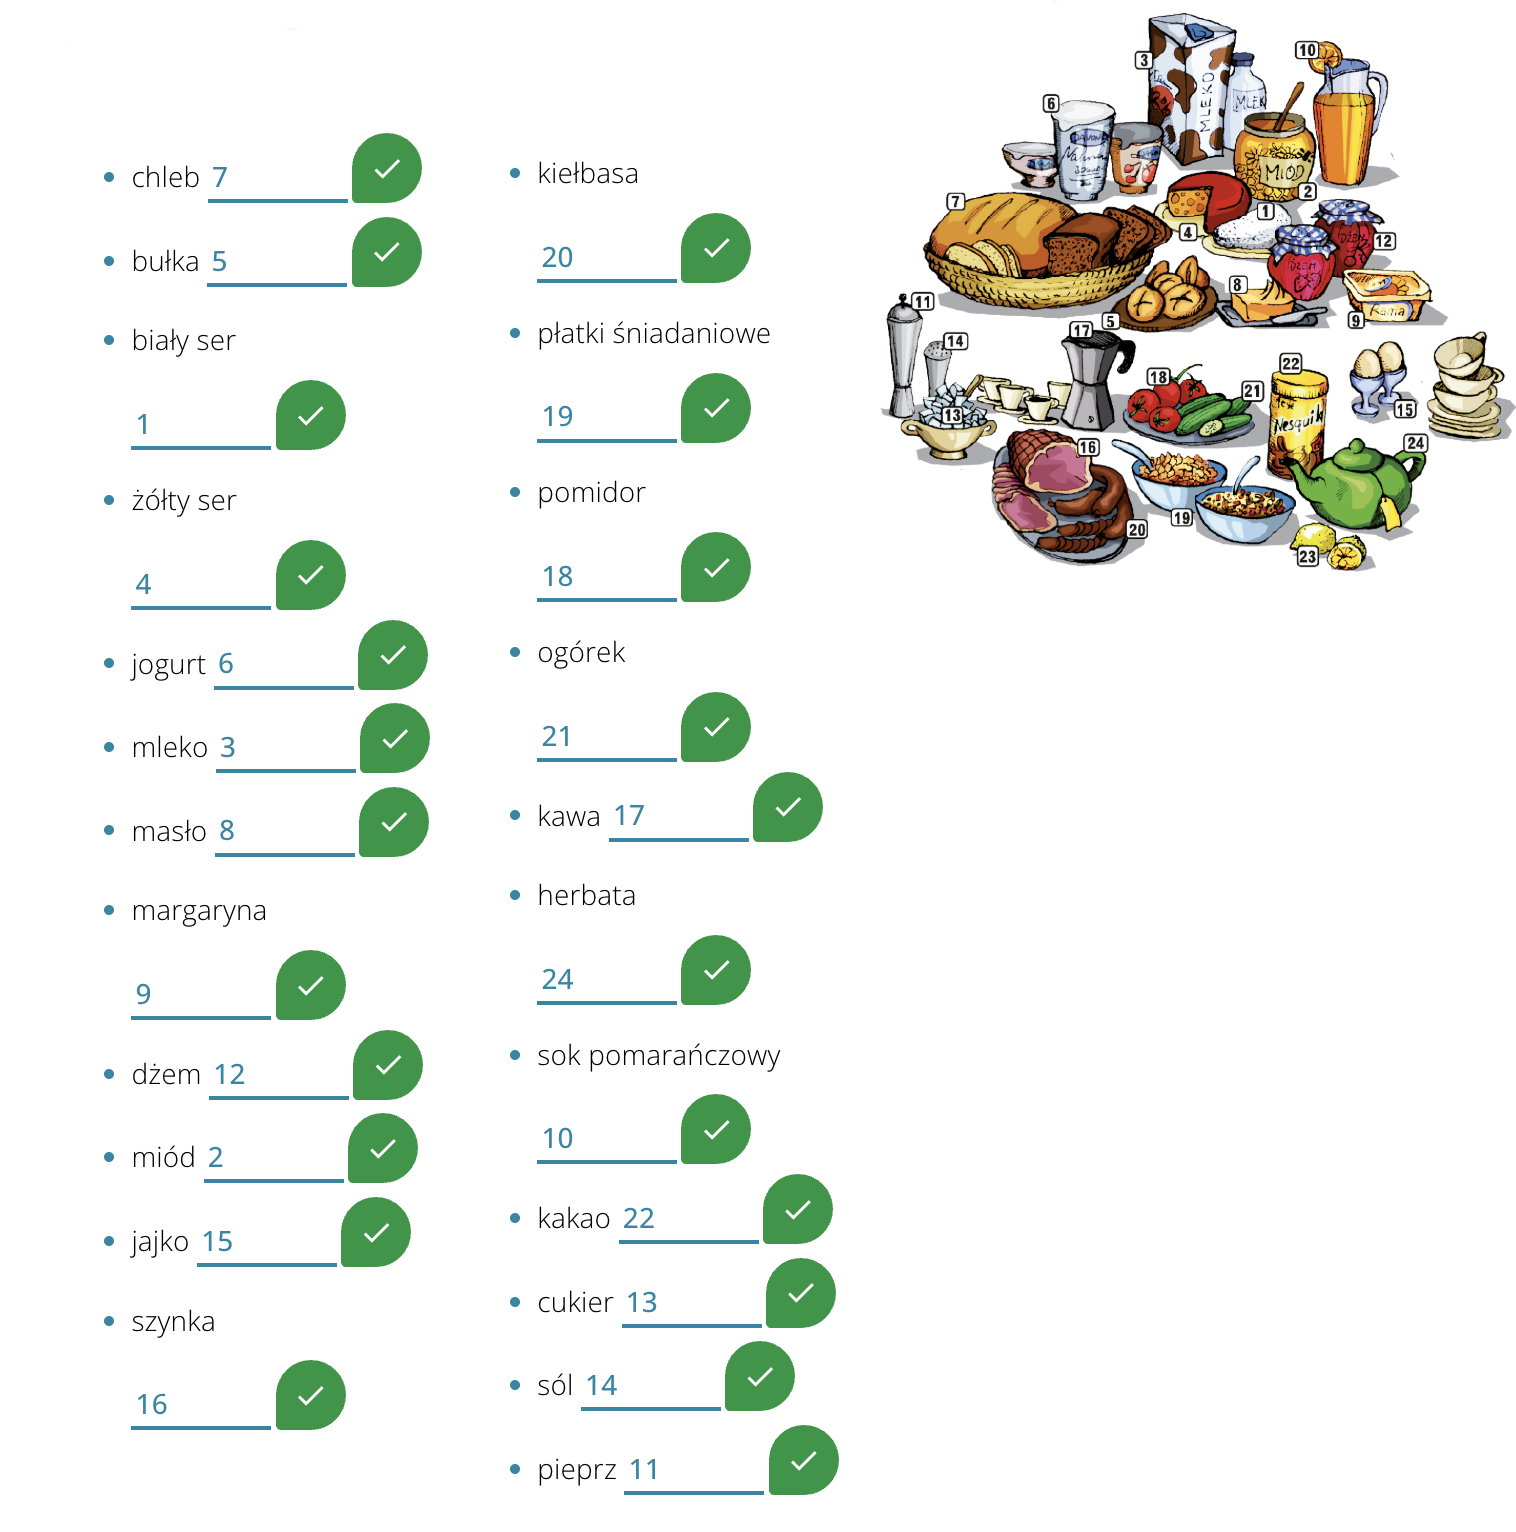 chleb 7
bułka 5
biały ser
1
żółty ser
4
jogurt 6
mleko 3
masło 8
margaryna
9
dżem 12
miód 2
jajko 15
szynka
16
kiełbasa
20
płatki śniadaniowe
19
pomidor
18
ogórek
21
kawa 17
herbata
24
sok pomarańczowy
10
kakao 22
cukier 13
sól 14
pieprz 11
3
10
6
MLEKO
MLEK
MIÓD
2
7
1
4
12
DŻEM
DŻEM
8
11
5
9
Rama
14
17
18
22
21
15
13
Nesquik
16
24
19
20
23